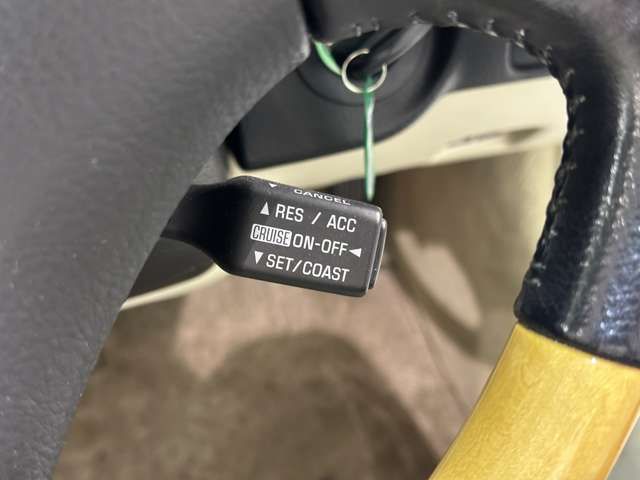 ▼ CANCEL
▲ RES / ACC
CRUISE ON-OFF ◀
▼ SET/COAST